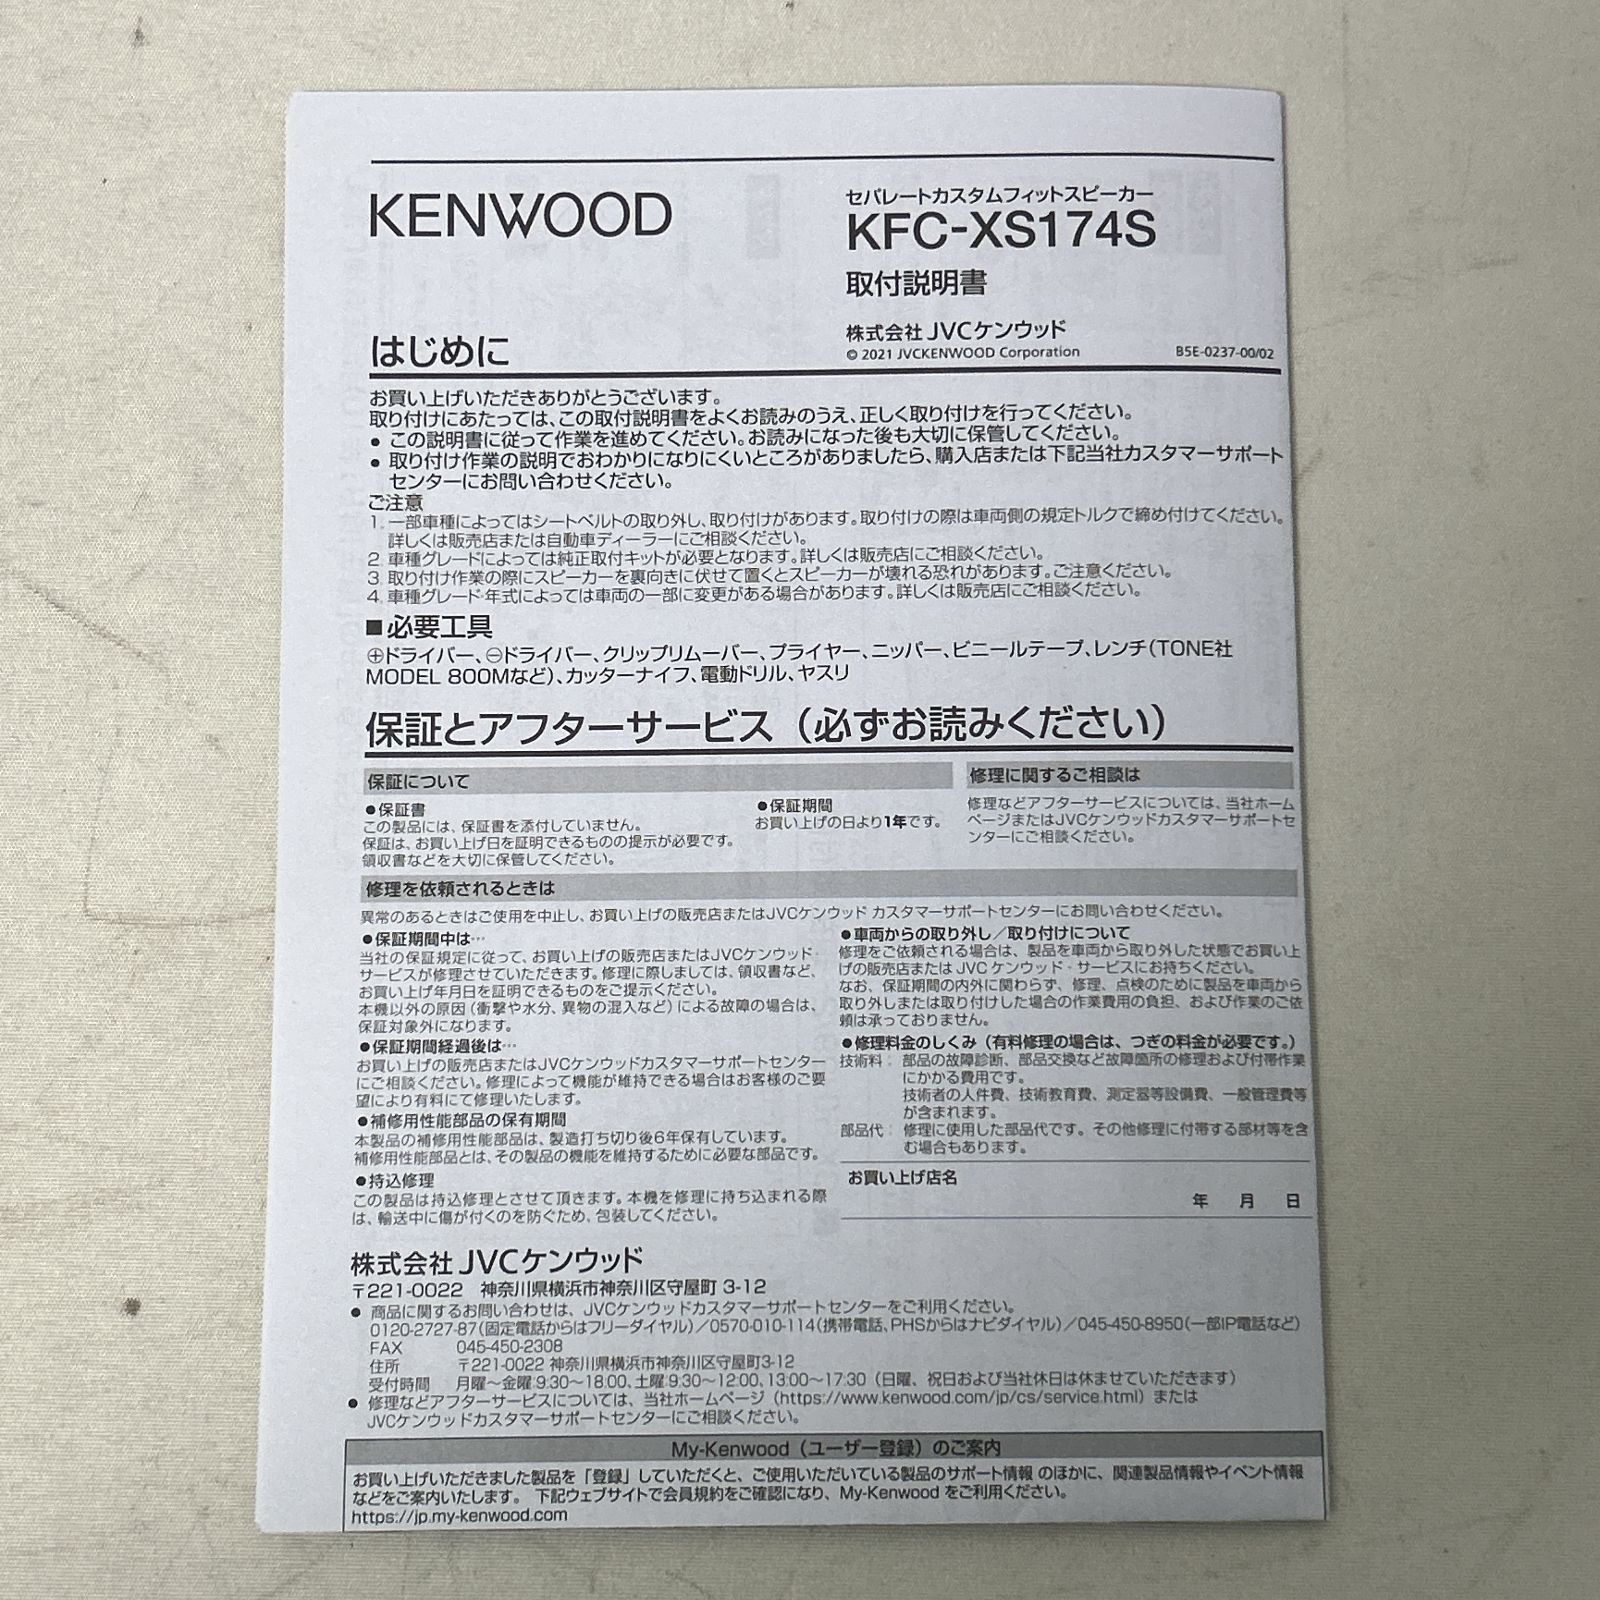 KENWOOD
セパレートカスタムフィットスピーカー
KFC-XS174S
取付説明書
株式会社 JVCケンウッド
© 2021 JVCKENWOOD Corporation
B5E-0237-00/02
はじめに
お買い上げいただきありがとうございます。
取り付けにあたっては、この取付説明書をよくお読みのうえ、正しく取り付けを行ってください。
● この説明書に従って作業を進めてください。お読みになった後も大切に保管してください。
● 取り付け作業の説明でおわかりになりにくいところがありましたら、購入店または下記当社カスタマーサポート
センターにお問い合わせください。
ご注意
1. 一部車種によってはシートベルトの取り外し、取り付けがあります。取り付けの際は車両側の規定トルクで締め付けてください。
詳しくは販売店または自動車ディーラーにご相談ください。
2. 車種グレードによっては純正取付キットが必要となります。詳しくは販売店にご相談ください。
3. 取り付け作業の際にスピーカーを裏向きに伏せて置くとスピーカーが壊れる恐れがあります。ご注意ください。
4. 車種グレード・年式によっては車両の一部に変更がある場合があります。詳しくは販売店にご相談ください。
■必要工具
⊕ドライバー、⊖ドライバー、クリップリムーバー、プライヤー、ニッパー、ビニールテープ、レンチ（TONE社
MODEL 800Mなど）、カッターナイフ、電動ドリル、ヤスリ
保証とアフターサービス（必ずお読みください）
保証について
●保証書
この製品には、保証書を添付していません。
保証は、お買い上げ日を証明できるものの提示が必要です。
領収書などを大切に保管してください。
●保証期間
お買い上げの日より1年です。
修理に関するご相談は
修理などアフターサービスについては、当社ホーム
ページまたはJVCケンウッドカスタマーサポートセ
ンターにご相談ください。
修理を依頼されるときは
異常のあるときはご使用を中止し、お買い上げの販売店またはJVCケンウッド カスタマーサポートセンターにお問い合わせください。
●保証期間中は…
当社の保証規定に従って、お買い上げの販売店またはJVCケンウッド・
サービスが修理させていただきます。修理に際しましては、領収書など、
お買い上げ年月日を証明できるものをご提示ください。
本機以外の原因（衝撃や水分、異物の混入など）による故障の場合は、
保証対象外になります。
●保証期間経過後は…
お買い上げの販売店またはJVCケンウッドカスタマーサポートセンター
にご相談ください。修理によって機能が維持できる場合はお客様のご要
望により有料にて修理いたします。
●補修用性能部品の保有期間
本製品の補修用性能部品は、製造打ち切り後6年保有しています。
補修用性能部品とは、その製品の機能を維持するために必要な部品です。
●持込修理
この製品は持込修理とさせて頂きます。本機を修理に持ち込まれる際
は、輸送中に傷が付くのを防ぐため、包装してください。
●車両からの取り外し／取り付けについて
修理をご依頼される場合は、製品を車両から取り外した状態でお買い上
げの販売店または JVC ケンウッド・サービスにお持ちください。
なお、保証期間の内外に関わらず、修理、点検のために製品を車両から
取り外しまたは取り付けした場合の作業費用の負担、および作業のご依
頼は承っておりません。
●修理料金のしくみ（有料修理の場合は、つぎの料金が必要です。）
技術料： 部品の故障診断、部品交換など故障箇所の修理および付帯作業
にかかる費用です。
技術者の人件費、技術教育費、測定器等設備費、一般管理費等
が含まれます。
部品代： 修理に使用した部品代です。その他修理に付帯する部材等を含
む場合もあります。
お買い上げ店名
年 月 日
株式会社 JVCケンウッド
〒221-0022 神奈川県横浜市神奈川区守屋町 3-12
● 商品に関するお問い合わせは、JVCケンウッドカスタマーサポートセンターをご利用ください。
0120-2727-87（固定電話からはフリーダイヤル）／0570-010-114（携帯電話、PHSからはナビダイヤル）／045-450-8950（一部IP電話など）
FAX 045-450-2308
住所 〒221-0022 神奈川県横浜市神奈川区守屋町3-12
受付時間 月曜～金曜 9:30～18:00、土曜 9:30～12:00、13:00～17:30（日曜、祝日および当社休日は休ませていただきます）
● 修理などアフターサービスについては、当社ホームページ（https://www.kenwood.com/jp/cs/service.html）または
JVCケンウッドカスタマーサポートセンターにご相談ください。
My-Kenwood（ユーザー登録）のご案内
お買い上げいただきました製品を「登録」していただくと、ご使用いただいている製品のサポート情報 のほかに、関連製品情報やイベント情報
などをご案内いたします。 下記ウェブサイトで会員規約をご確認になり、My-Kenwood をご利用ください。
https://jp.my-kenwood.com